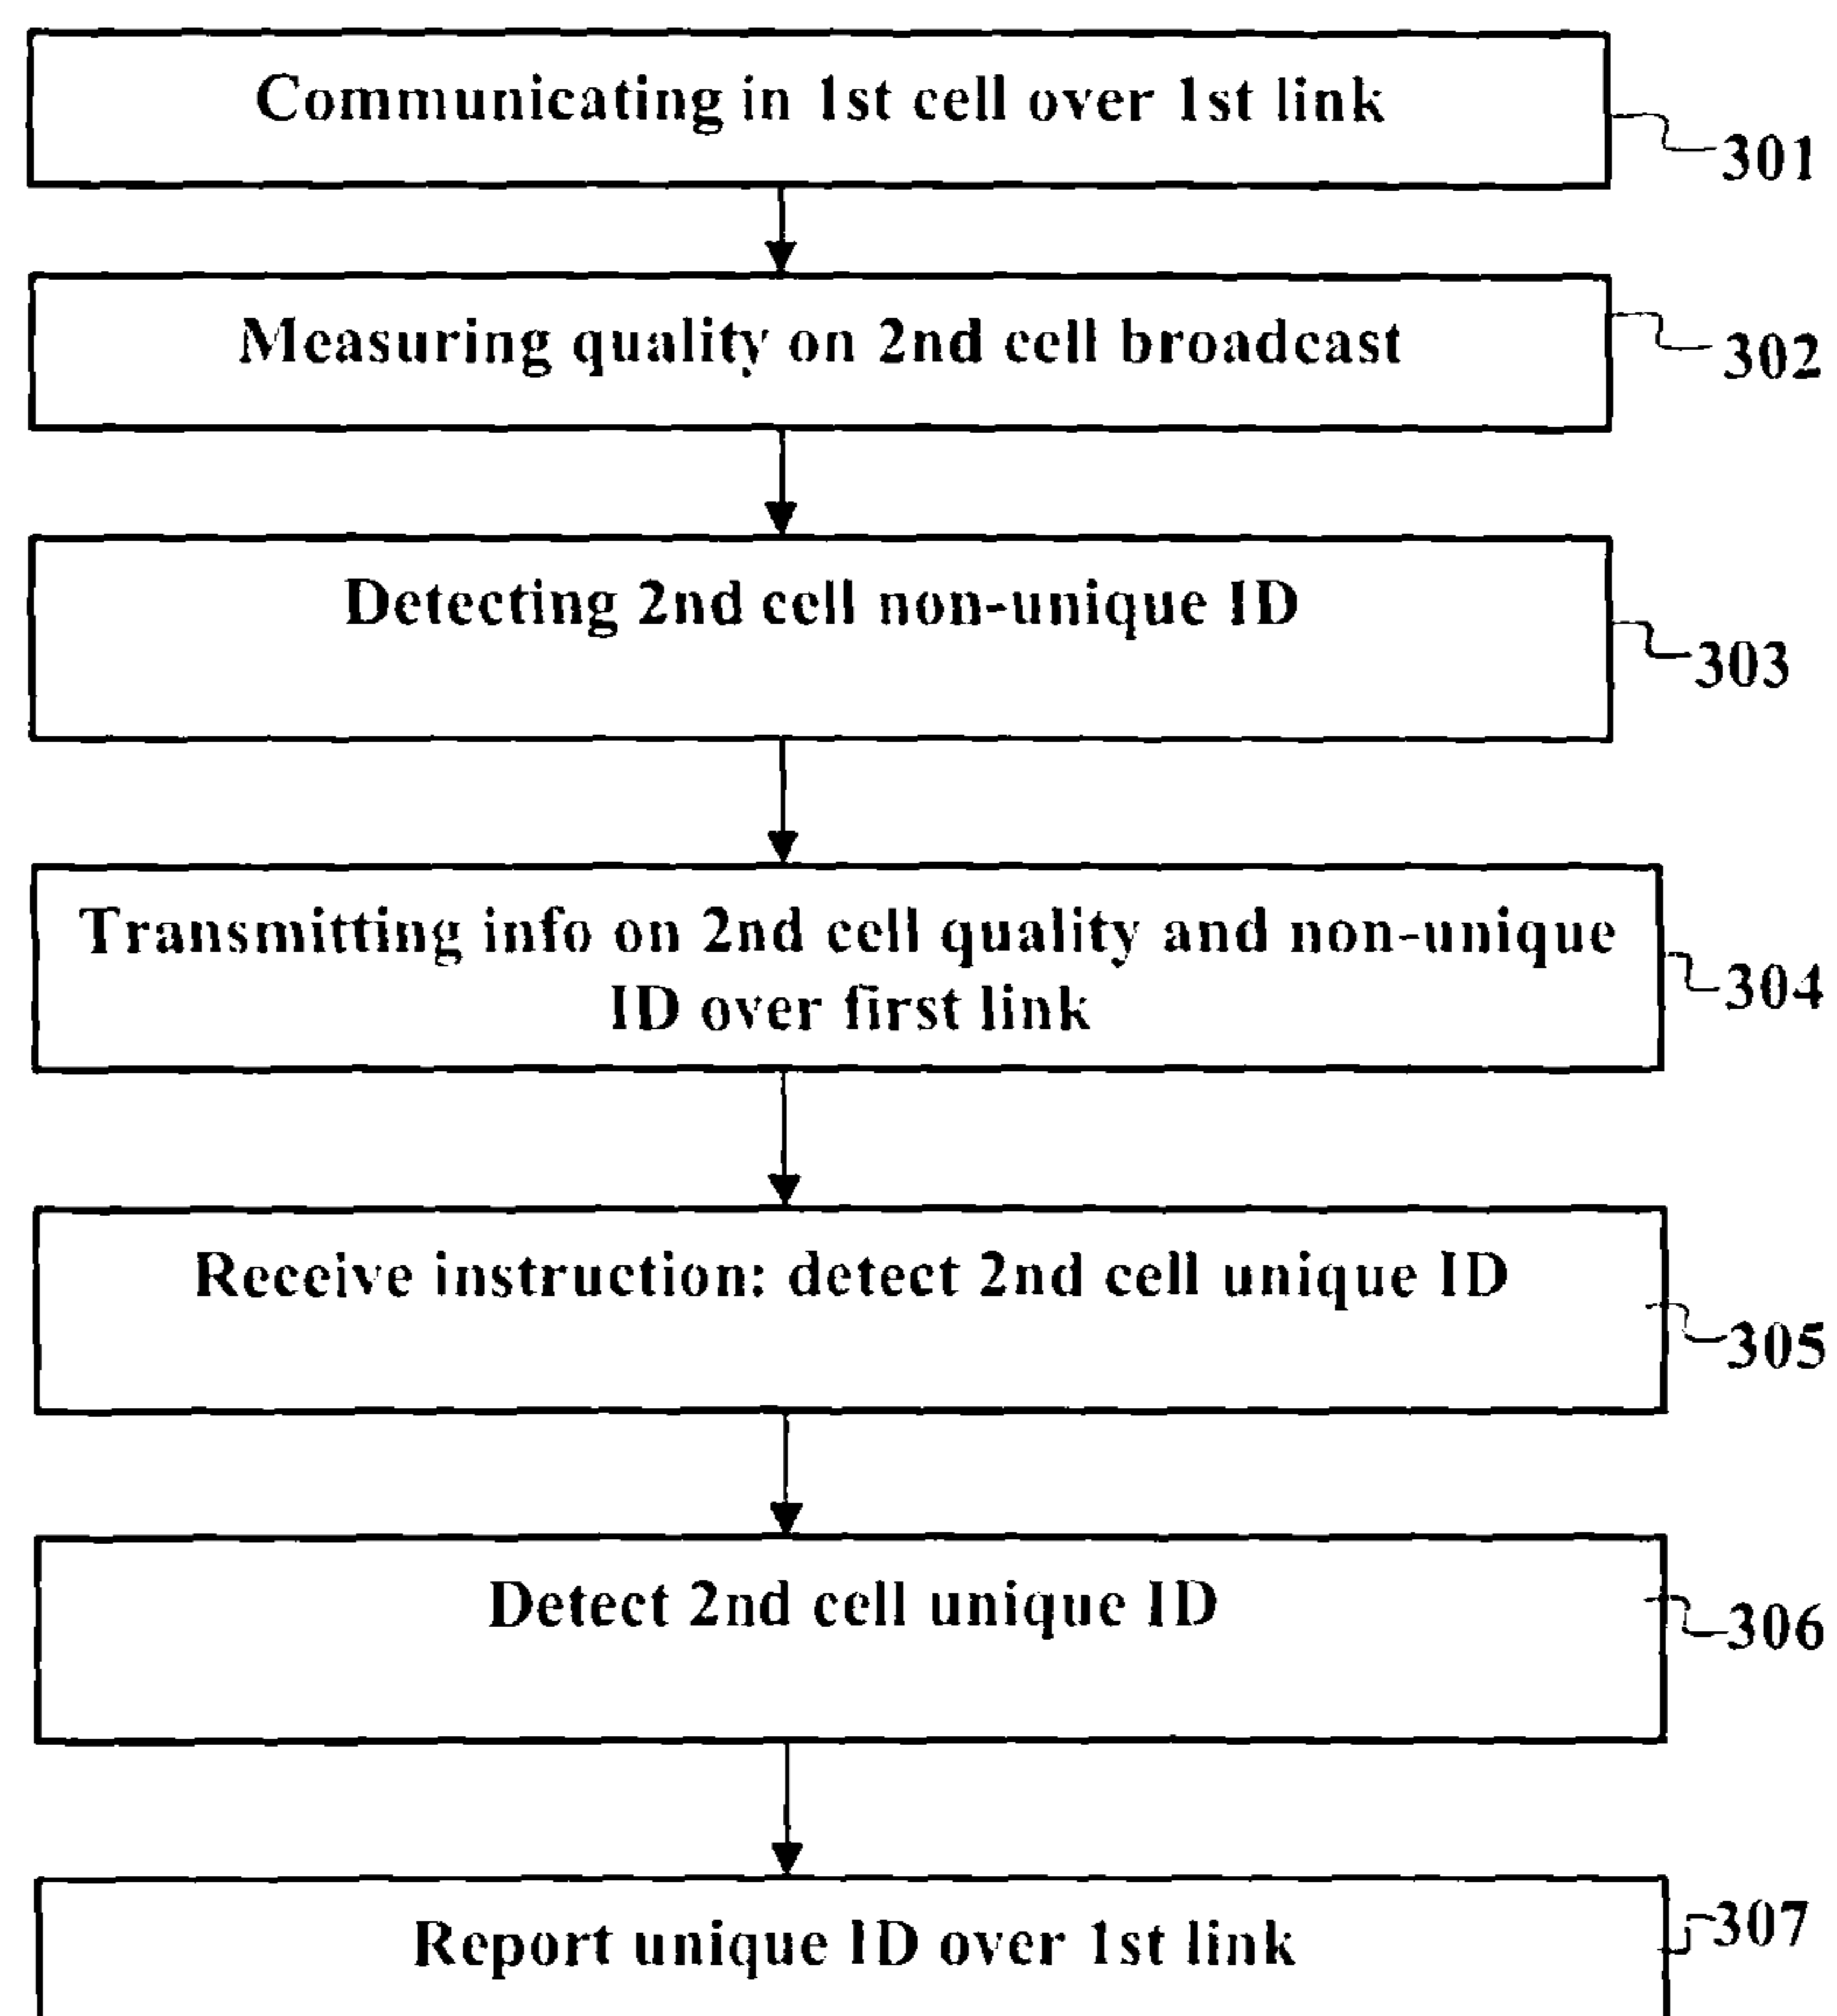 Communicating in 1st cell over 1st link
301
Measuring quality on 2nd cell broadcast
302
Detecting 2nd cell non-unique ID
303
Transmitting info on 2nd cell quality and non-unique
ID over first link
304
Receive instruction: detect 2nd cell unique ID
305
Detect 2nd cell unique ID
306
Report unique ID over 1st link
307